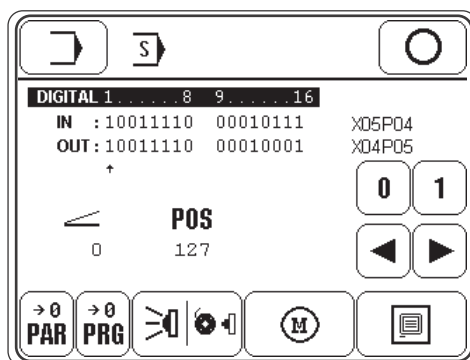 S
DIGITAL 1......8 9......16
IN :10011110 00010111 X05P04
OUT:10011110 00010001 X04P05
0 1
POS
0 127
→0 PAR →0 PRG M